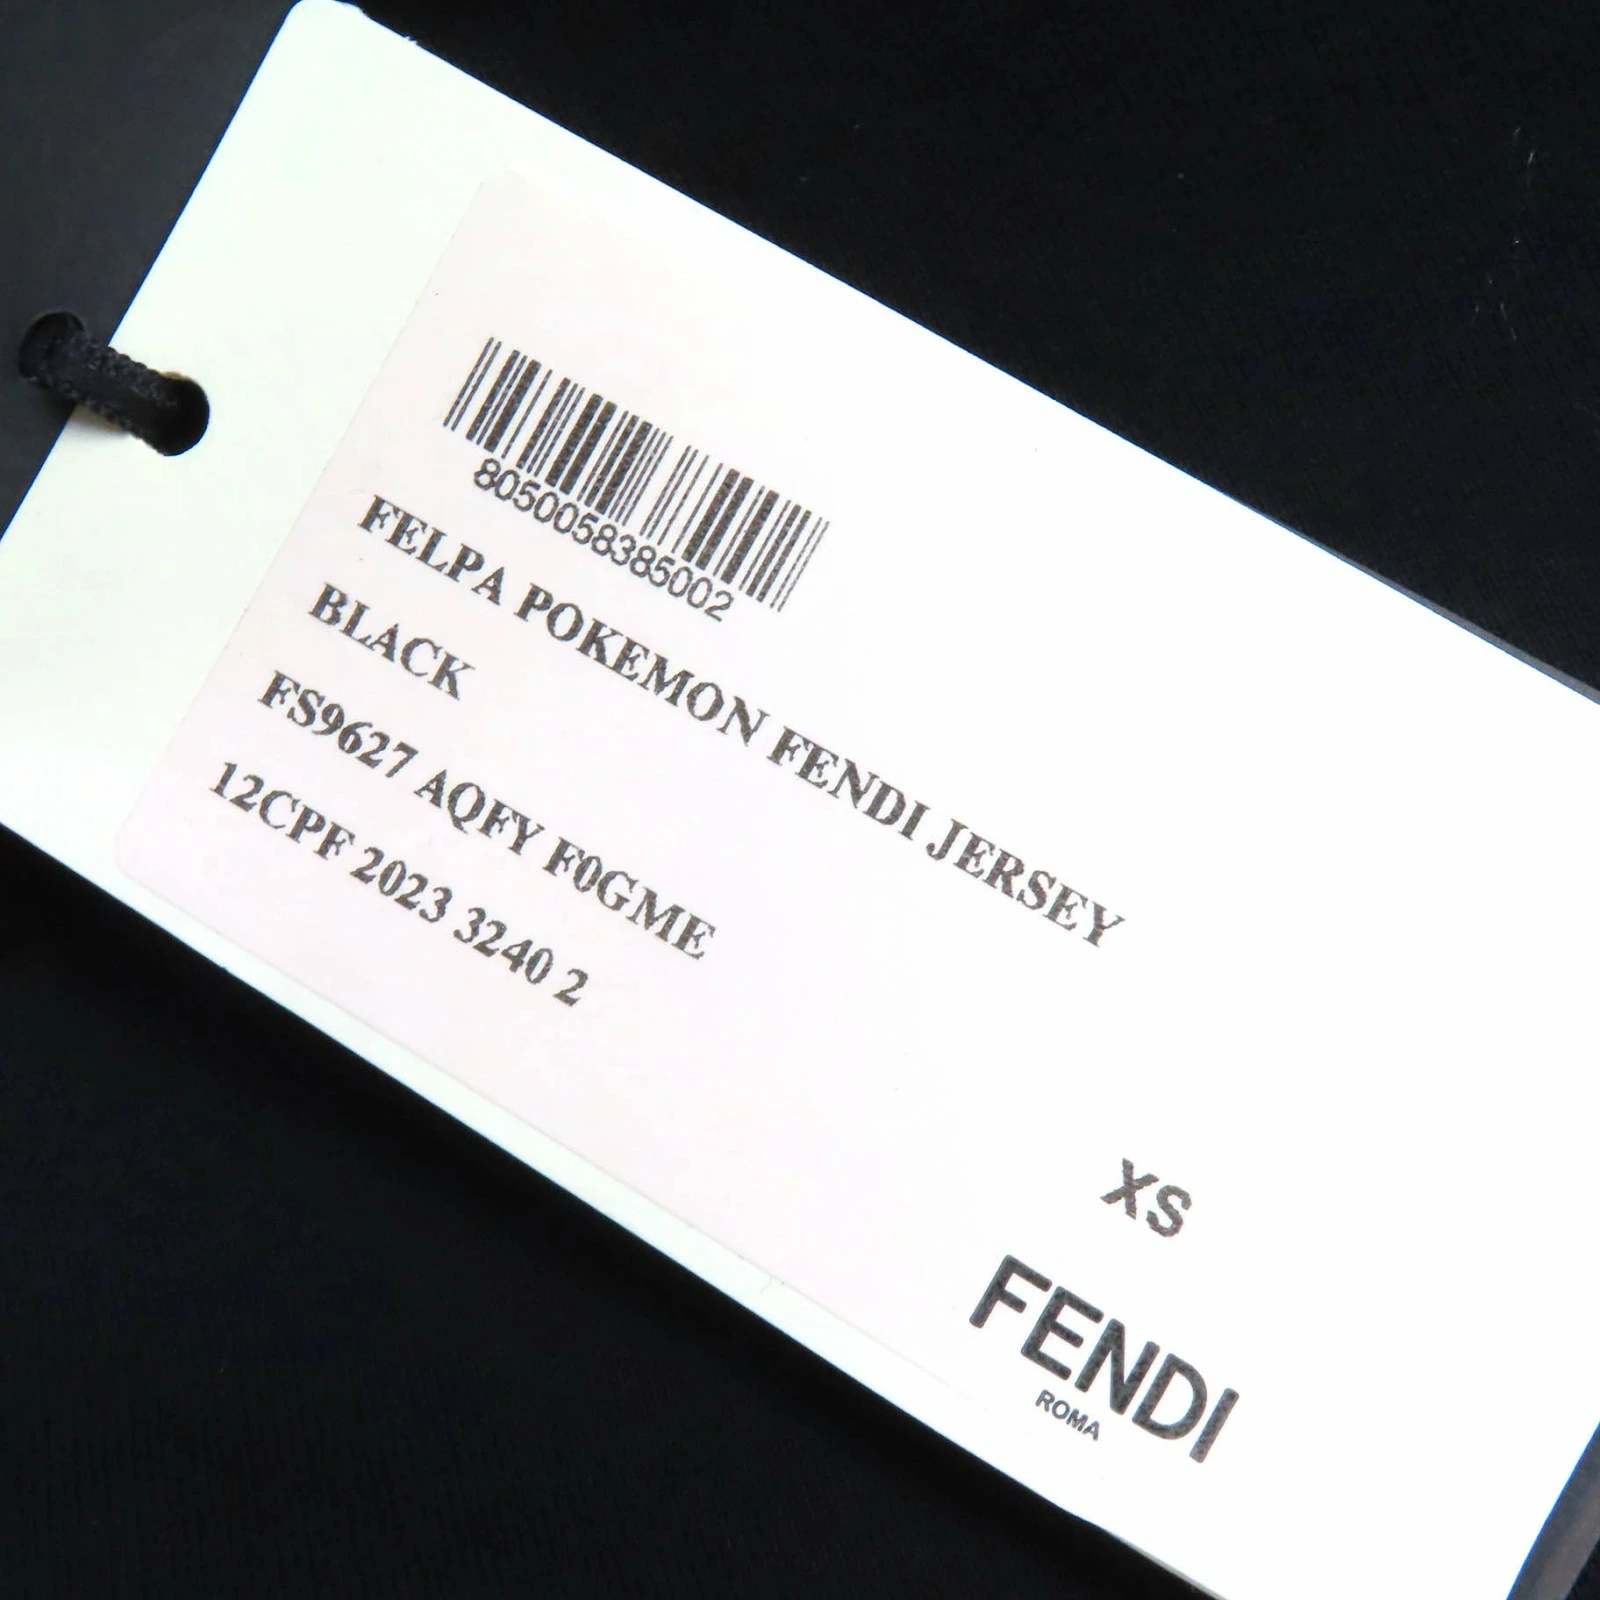 8050058385002
FELPA POKEMON FENDI JERSEY
BLACK
FS9627 AQFY F0GME
12CPF 2023 3240 2
XS
FENDI
ROMA